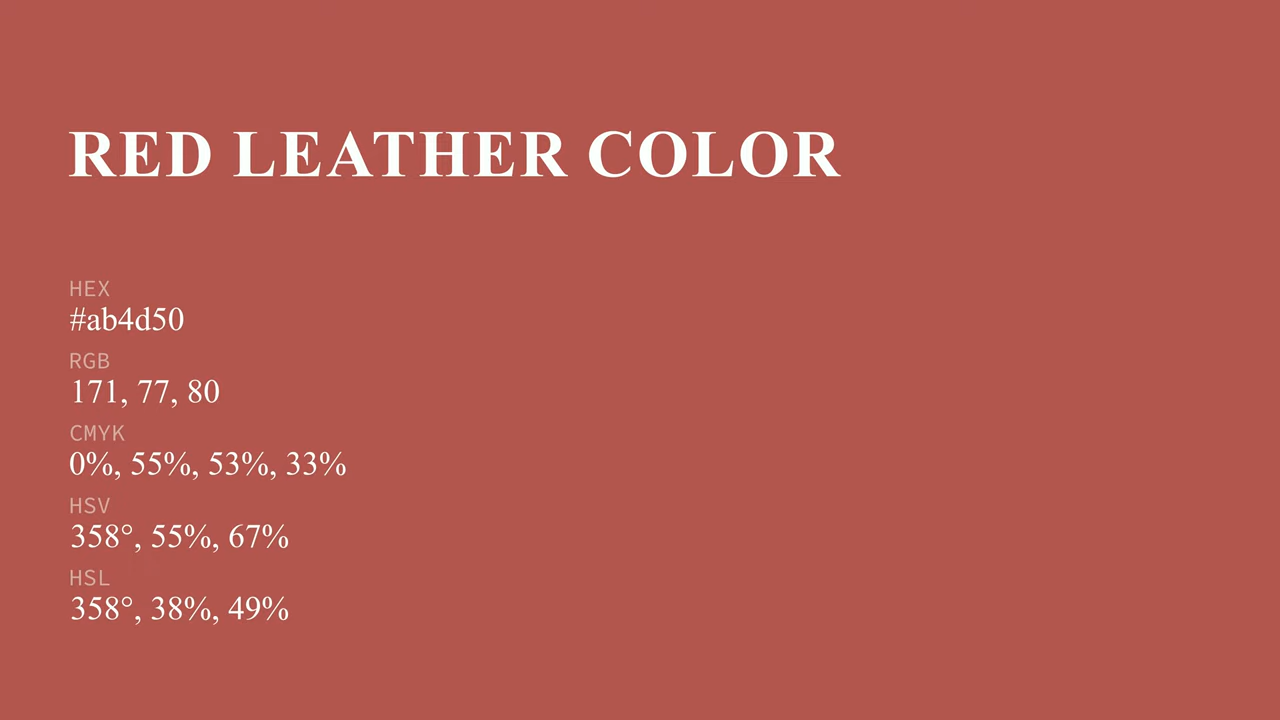 RED LEATHER COLOR
HEX
#ab4d50
RGB
171, 77, 80
CMYK
0%, 55%, 53%, 33%
HSV
358°, 55%, 67%
HSL
358°, 38%, 49%